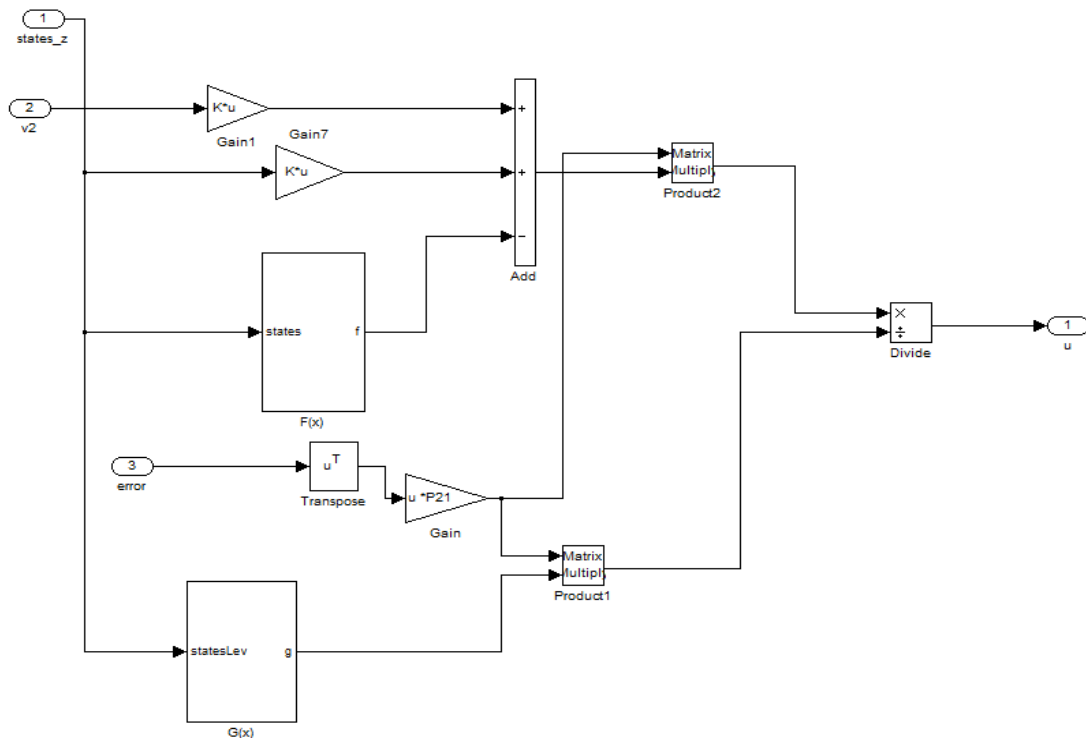 1
states_z
2
v2
K*u
Gain1
Gain7
K*u
+
+
−
Add
Matrix
Multiply
Product2
states
f
F(x)
×
÷
Divide
1
u
3
error
u^T
Transpose
u *P21
Gain
Matrix
Multiply
Product1
statesLev
g
G(x)